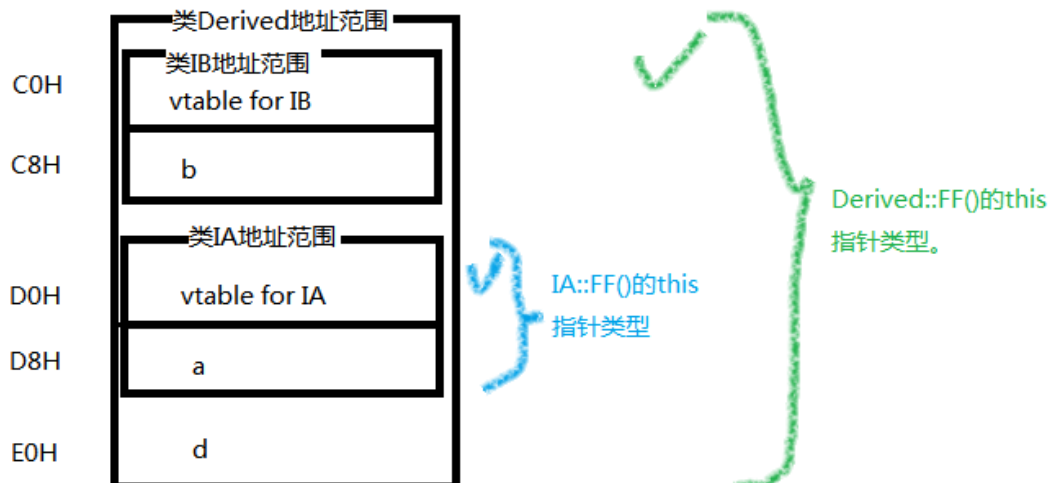 类Derived地址范围
类IB地址范围
C0H
vtable for IB
C8H
b
类IA地址范围
D0H
vtable for IA
D8H
a
E0H
d
IA::FF()的this
指针类型
Derived::FF()的this
指针类型。